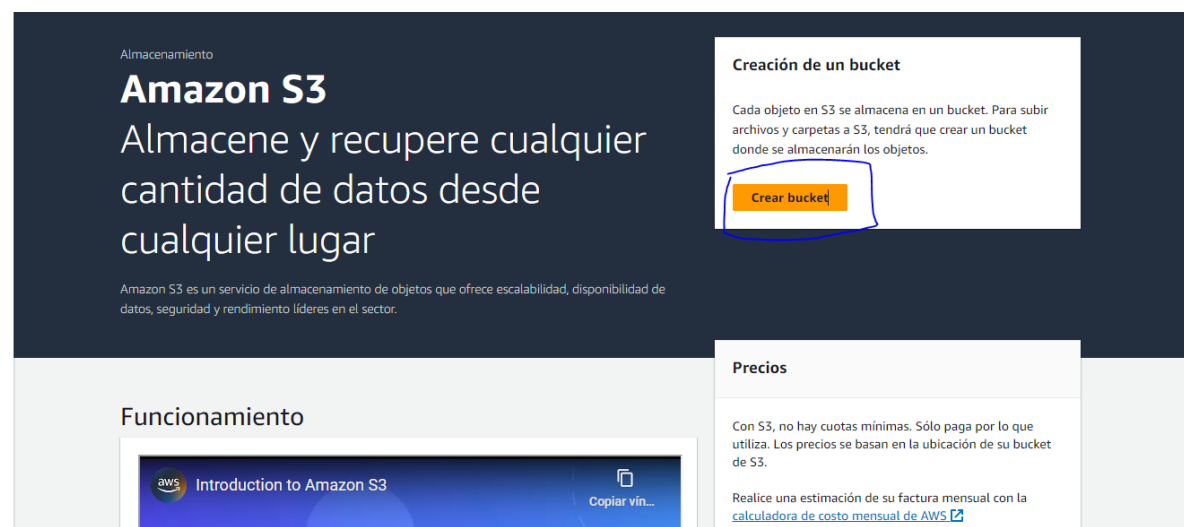 Almacenamiento
Amazon S3
Almacene y recupere cualquier
cantidad de datos desde
cualquier lugar
Amazon S3 es un servicio de almacenamiento de objetos que ofrece escalabilidad, disponibilidad de
datos, seguridad y rendimiento líderes en el sector.
Creación de un bucket
Cada objeto en S3 se almacena en un bucket. Para subir
archivos y carpetas a S3, tendrá que crear un bucket
donde se almacenarán los objetos.
Crear bucket
Precios
Con S3, no hay cuotas mínimas. Sólo paga por lo que
utiliza. Los precios se basan en la ubicación de su bucket
de S3.
Realice una estimación de su factura mensual con la
calculadora de costo mensual de AWS
Funcionamiento
aws
Introduction to Amazon S3
Copiar vín...